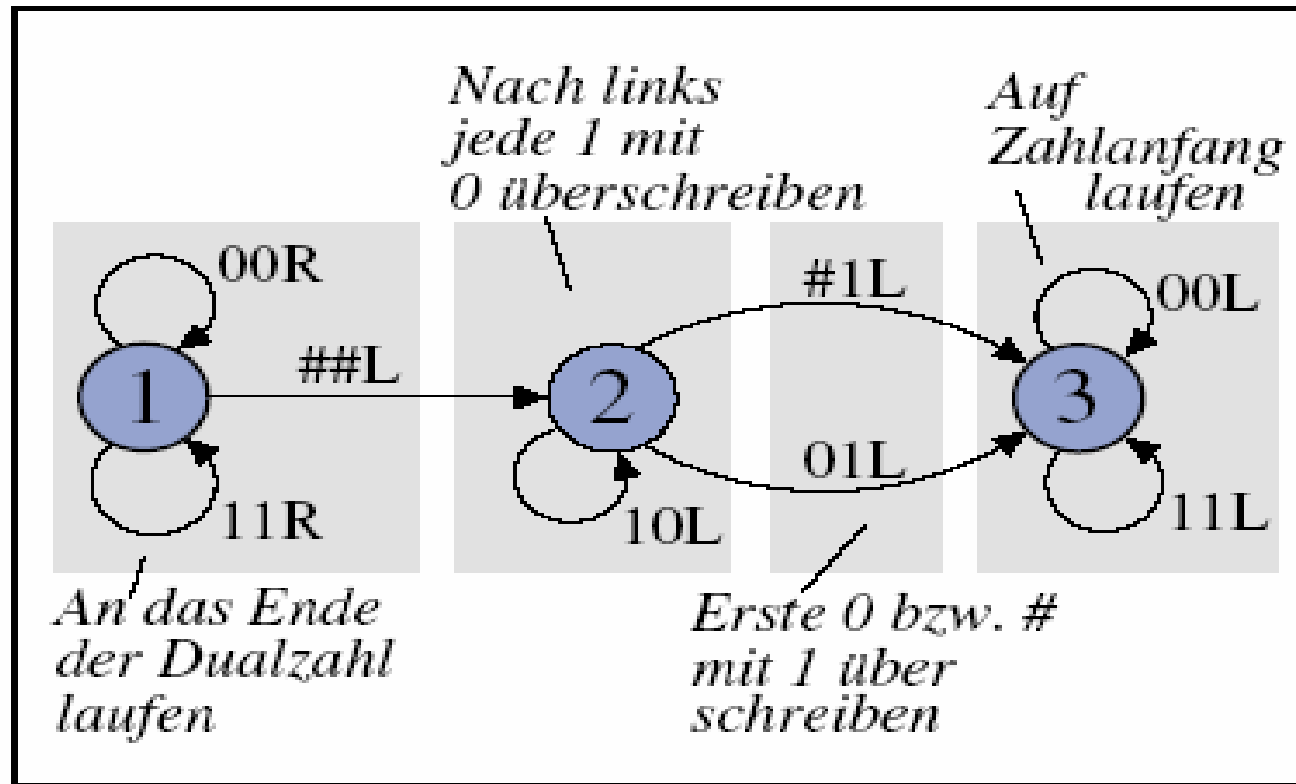 Nach links
jede 1 mit
0 überschreiben
Auf
Zahlanfang
laufen
00R
##L
#1L
00L
1
2
3
11R
10L
01L
11L
An das Ende
der Dualzahl
laufen
Erste 0 bzw. #
mit 1 über
schreiben